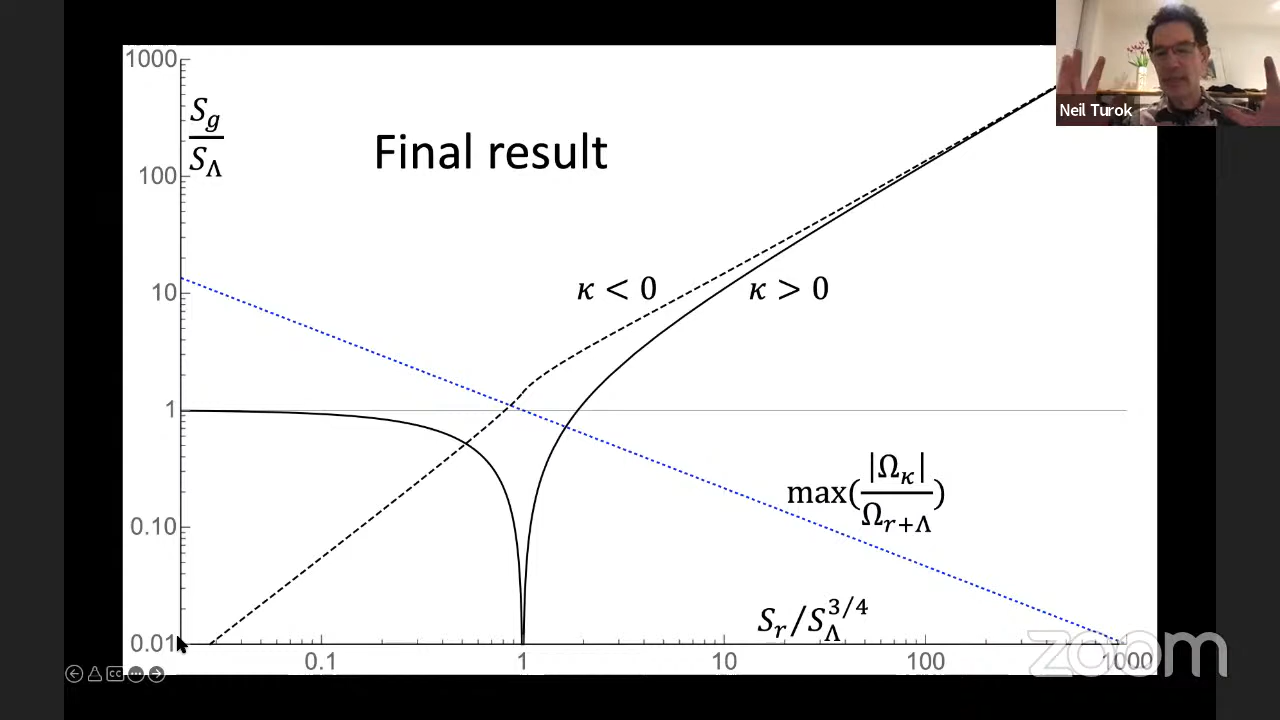 1000
S_g
S_Λ
Final result
Neil Turok
100
κ < 0
κ > 0
10
1
max(|Ω_κ|
Ω_{r+Λ})
0.10
S_r/S_Λ^{3/4}
0.01
0.1
1
10
100
1000
cc
zoom